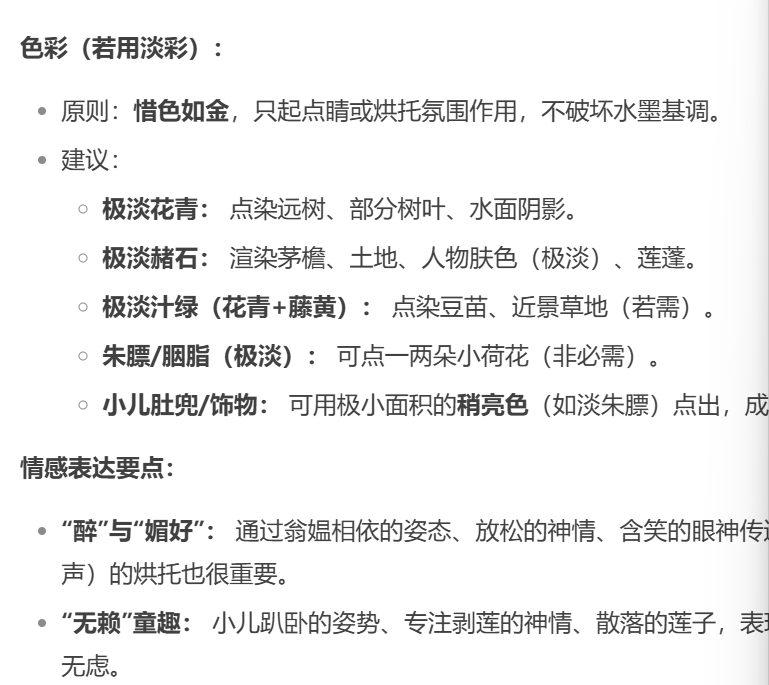 色彩（若用淡彩）：
原则：惜色如金，只起点睛或烘托氛围作用，不破坏水墨基调。
建议：
极淡花青： 点染远树、部分树叶、水面阴影。
极淡赭石： 渲染茅檐、土地、人物肤色（极淡）、莲蓬。
极淡汁绿（花青+藤黄）： 点染豆苗、近景草地（若需）。
朱膘/胭脂（极淡）： 可点一两朵小荷花（非必需）。
小儿肚兜/饰物： 可用极小面积的稍亮色（如淡朱膘）点出，成
情感表达要点：
“醉”与“媚好”： 通过翁媪相依的姿态、放松的神情、含笑的眼神传
声）的烘托也很重要。
“无赖”童趣： 小儿趴卧的姿势、专注剥莲的神情、散落的莲子，表
无虑。